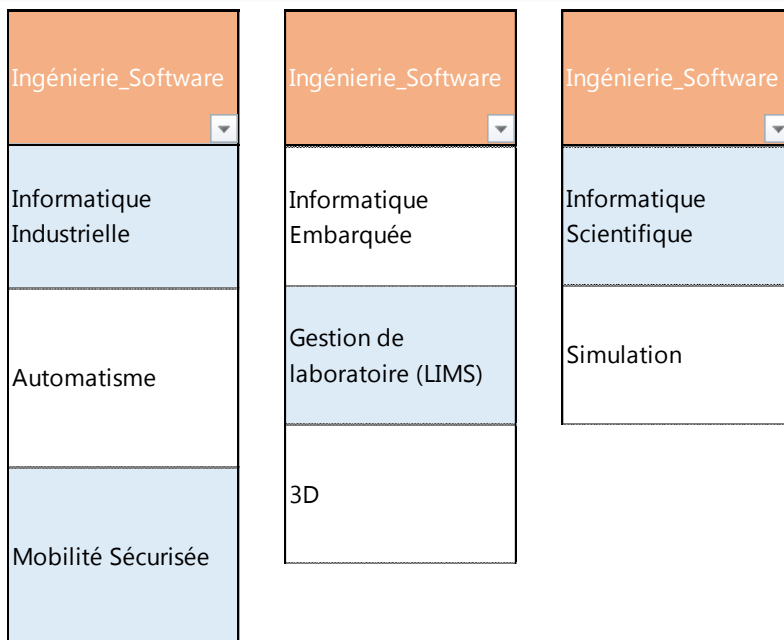 Ingénierie_Software
Informatique
Industrielle
Automatisme
Mobilité Sécurisée
Ingénierie_Software
Informatique
Embarquée
Gestion de
laboratoire (LIMS)
3D
Ingénierie_Software
Informatique
Scientifique
Simulation